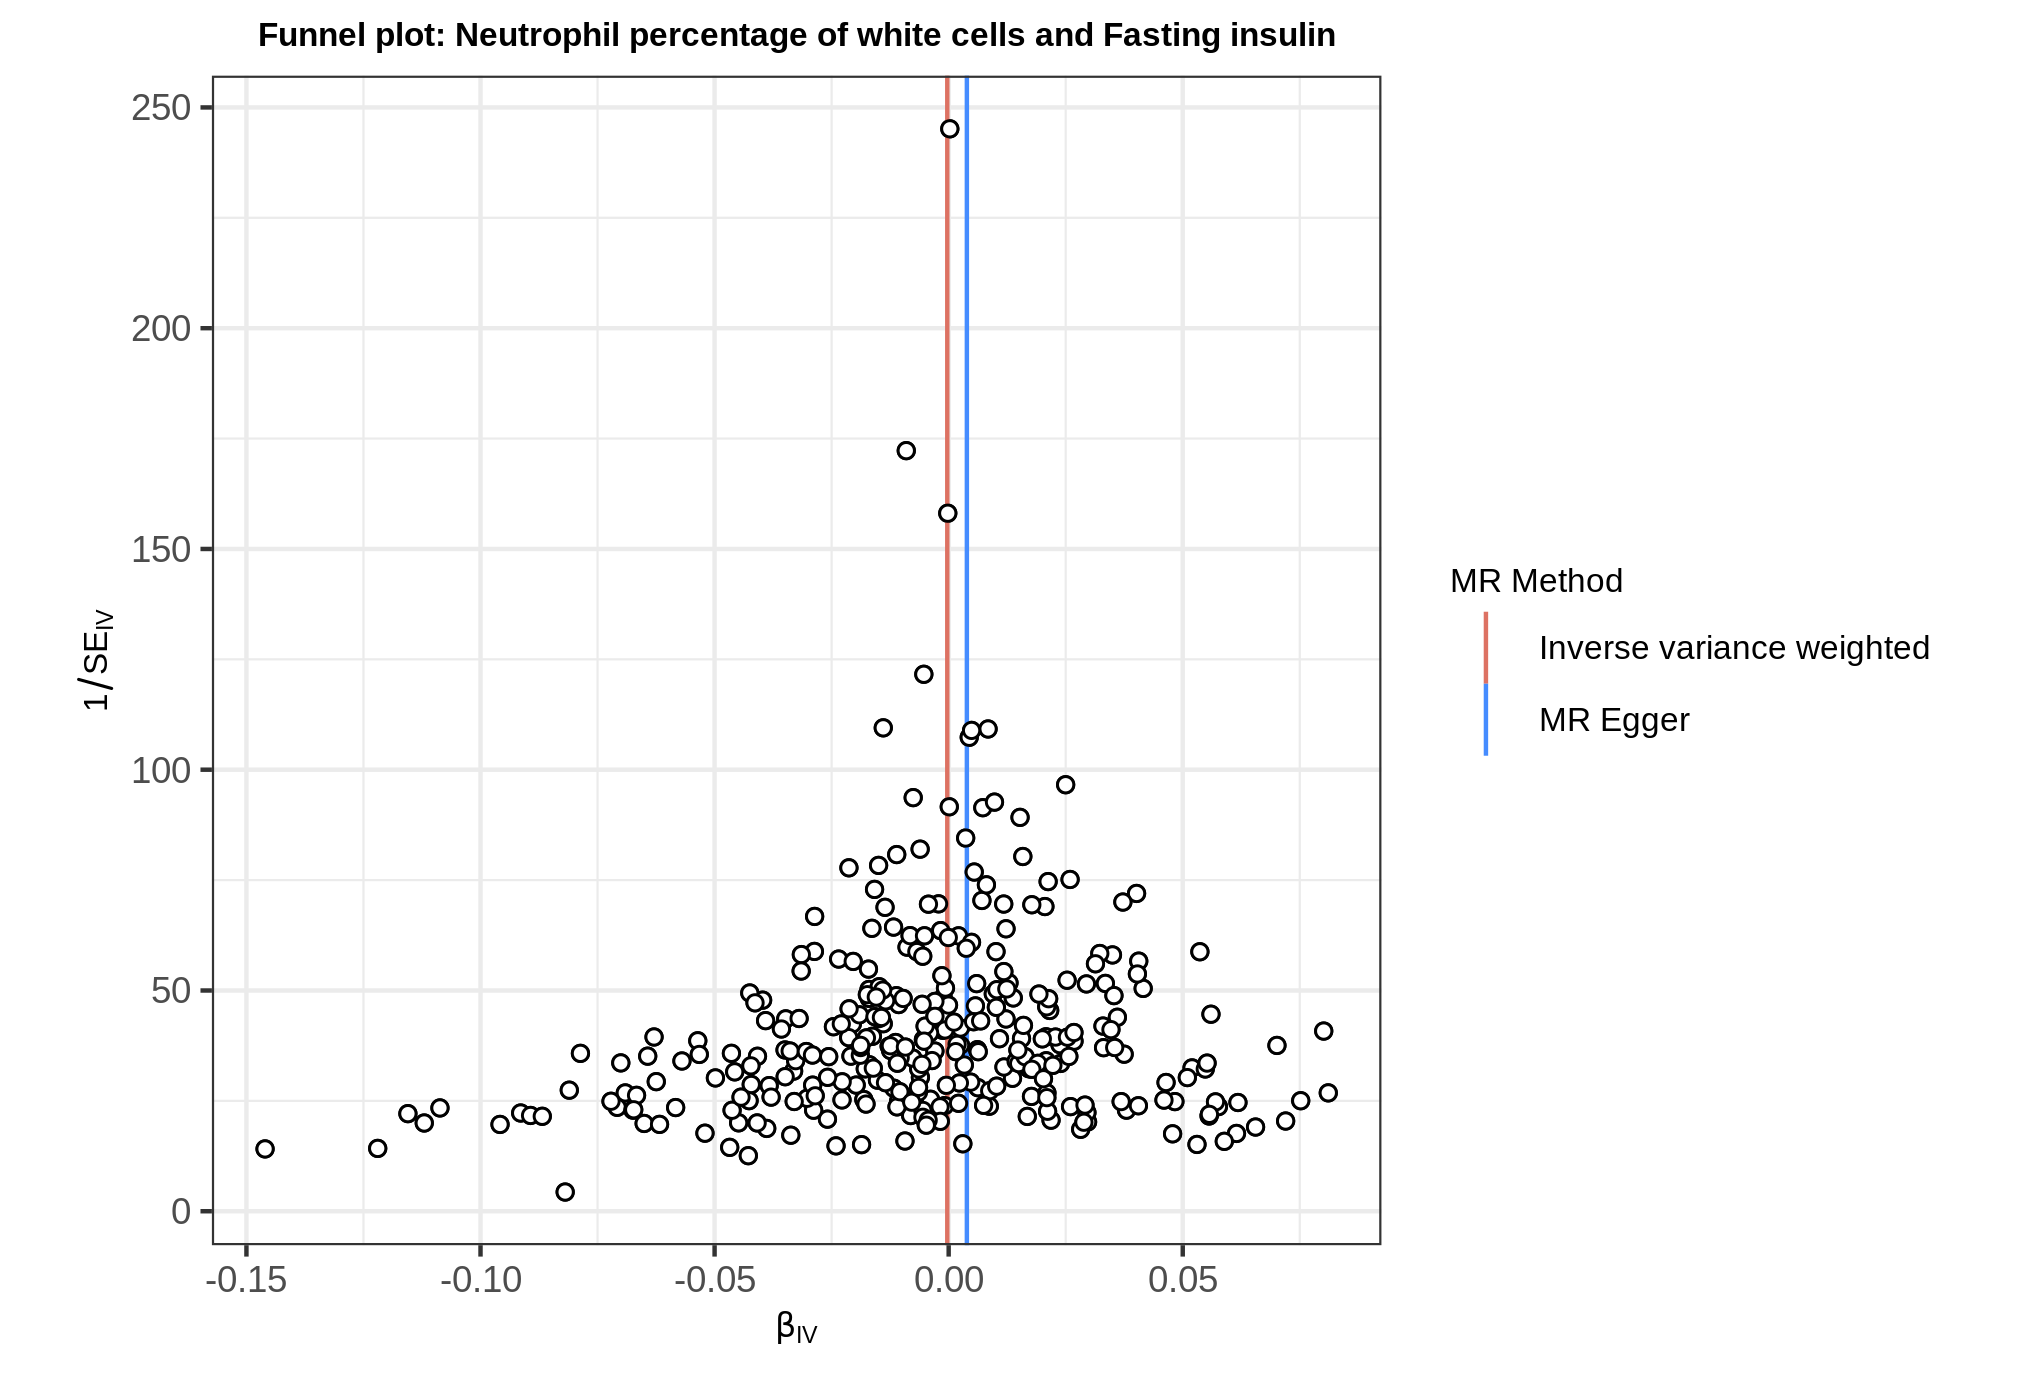 Funnel plot: Neutrophil percentage of white cells and Fasting insulin
250
200
150
100
50
0
1/SE_IV
-0.15 -0.10 -0.05 0.00 0.05
β_IV
MR Method
Inverse variance weighted
MR Egger